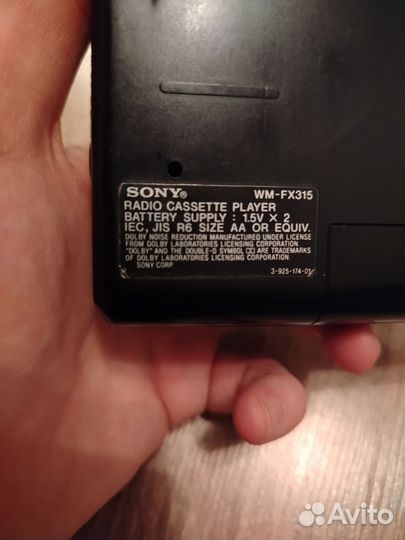 SONY® WM-FX315
RADIO CASSETTE PLAYER
BATTERY SUPPLY : 1.5V × 2
IEC, JIS R6 SIZE AA OR EQUIV.
DOLBY NOISE REDUCTION MANUFACTURED UNDER LICENSE
FROM DOLBY LABORATORIES LICENSING CORPORATION.
"DOLBY" AND THE DOUBLE-D SYMBOL DD ARE TRADEMARKS
OF DOLBY LABORATORIES LICENSING CORPORATION.
SONY CORP. 3-925-174-01
Avito